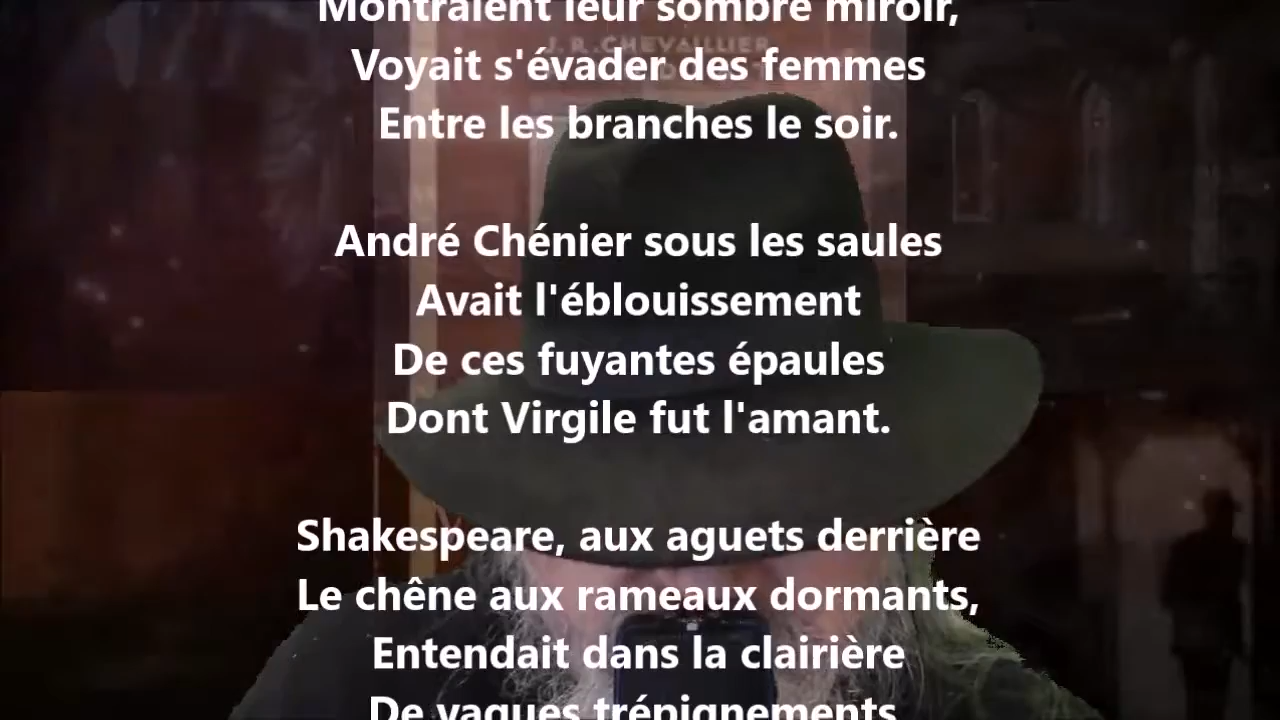 Montraient leur sombre miroir,
J. R. CHEVAILLIER
Voyait s'évader des femmes
Entre les branches le soir.
André Chénier sous les saules
Avait l'éblouissement
De ces fuyantes épaules
Dont Virgile fut l'amant.
Shakespeare, aux aguets derrière
Le chêne aux rameaux dormants,
Entendait dans la clairière
De vagues trépignements